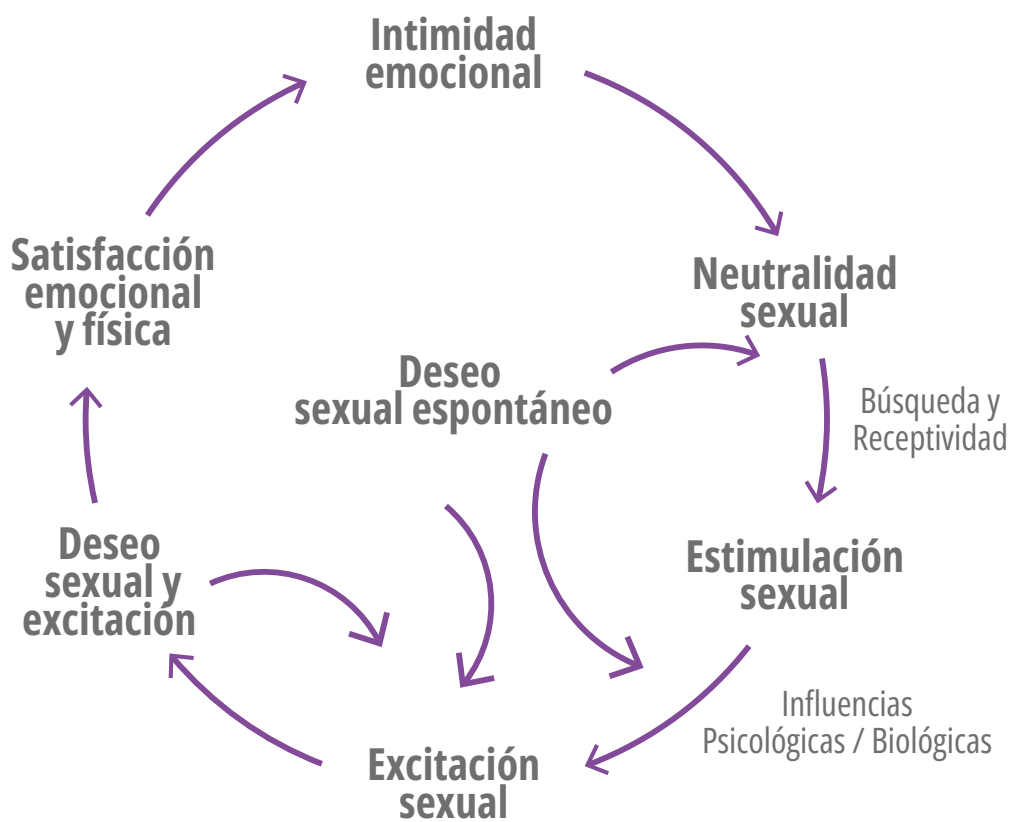 Intimidad
emocional
Neutralidad
sexual
Búsqueda y
Receptividad
Estimulación
sexual
Influencias
Psicológicas / Biológicas
Excitación
sexual
Deseo
sexual y
excitación
Satisfacción
emocional
y física
Deseo
sexual espontáneo